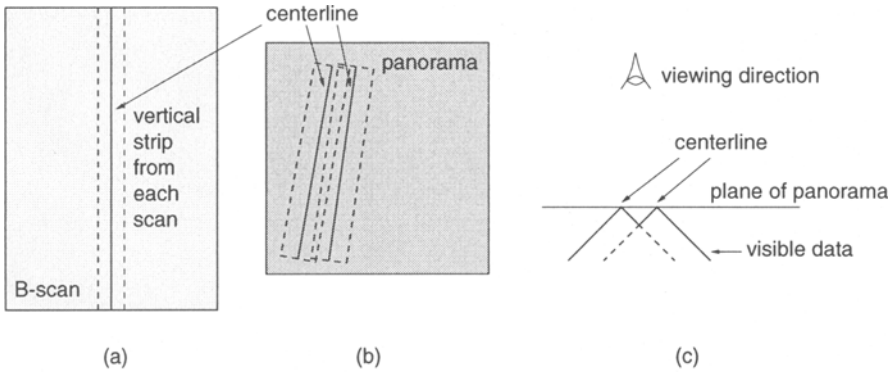 centerline
vertical
strip
from
each
scan
B-scan
(a)
panorama
(b)
viewing direction
centerline
plane of panorama
visible data
(c)